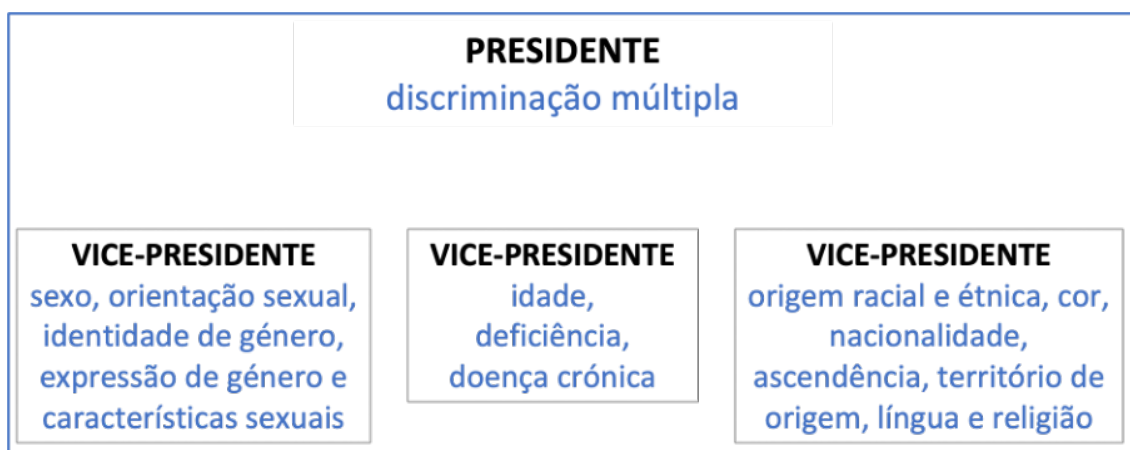 PRESIDENTE
discriminação múltipla
VICE-PRESIDENTE
sexo, orientação sexual,
identidade de género,
expressão de género e
características sexuais
VICE-PRESIDENTE
idade,
deficiência,
doença crónica
VICE-PRESIDENTE
origem racial e étnica, cor,
nacionalidade,
ascendência, território de
origem, língua e religião